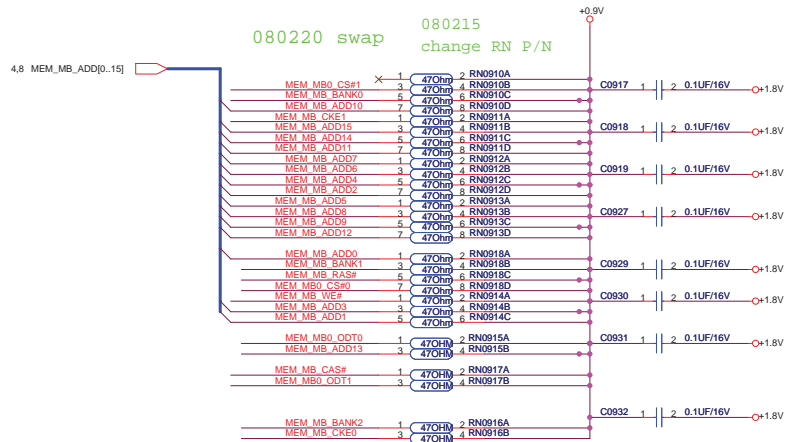 +0.9V
080220 swap
080215
change RN P/N
4,8 MEM_MB_ADD[0..15]
1 47Ohm 2 RN0910A
MEM_MB0_CS#1 3 47Ohm 4 RN0910B
MEM_MB_BANK0 5 47Ohm 6 RN0910C
MEM_MB_ADD10 7 47Ohm 8 RN0910D
MEM_MB_CKE1 1 47Ohm 2 RN0911A
MEM_MB_ADD15 3 47Ohm 4 RN0911B
MEM_MB_ADD14 5 47Ohm 6 RN0911C
MEM_MB_ADD11 7 47Ohm 8 RN0911D
MEM_MB_ADD7 1 47Ohm 2 RN0912A
MEM_MB_ADD6 3 47Ohm 4 RN0912B
MEM_MB_ADD4 5 47Ohm 6 RN0912C
MEM_MB_ADD2 7 47Ohm 8 RN0912D
MEM_MB_ADD5 1 47Ohm 2 RN0913A
MEM_MB_ADD8 3 47Ohm 4 RN0913B
MEM_MB_ADD9 5 47Ohm 6 RN0913C
MEM_MB_ADD12 7 47Ohm 8 RN0913D
MEM_MB_ADD0 1 47Ohm 2 RN0918A
MEM_MB_BANK1 3 47Ohm 4 RN0918B
MEM_MB_RAS# 5 47Ohm 6 RN0918C
MEM_MB0_CS#0 7 47Ohm 8 RN0918D
MEM_MB_WE# 1 47Ohm 2 RN0914A
MEM_MB_ADD3 3 47Ohm 4 RN0914B
MEM_MB_ADD1 5 47Ohm 6 RN0914C
MEM_MB0_ODT0 1 47OHM 2 RN0915A
MEM_MB_ADD13 3 47OHM 4 RN0915B
MEM_MB_CAS# 1 47OHM 2 RN0917A
MEM_MB0_ODT1 3 47OHM 4 RN0917B
MEM_MB_BANK2 1 47OHM 2 RN0916A
MEM_MB_CKE0 3 47OHM 4 RN0916B
C0917 1 2 0.1UF/16V +1.8V
C0918 1 2 0.1UF/16V +1.8V
C0919 1 2 0.1UF/16V +1.8V
C0927 1 2 0.1UF/16V +1.8V
C0929 1 2 0.1UF/16V +1.8V
C0930 1 2 0.1UF/16V +1.8V
C0931 1 2 0.1UF/16V +1.8V
C0932 1 2 0.1UF/16V +1.8V